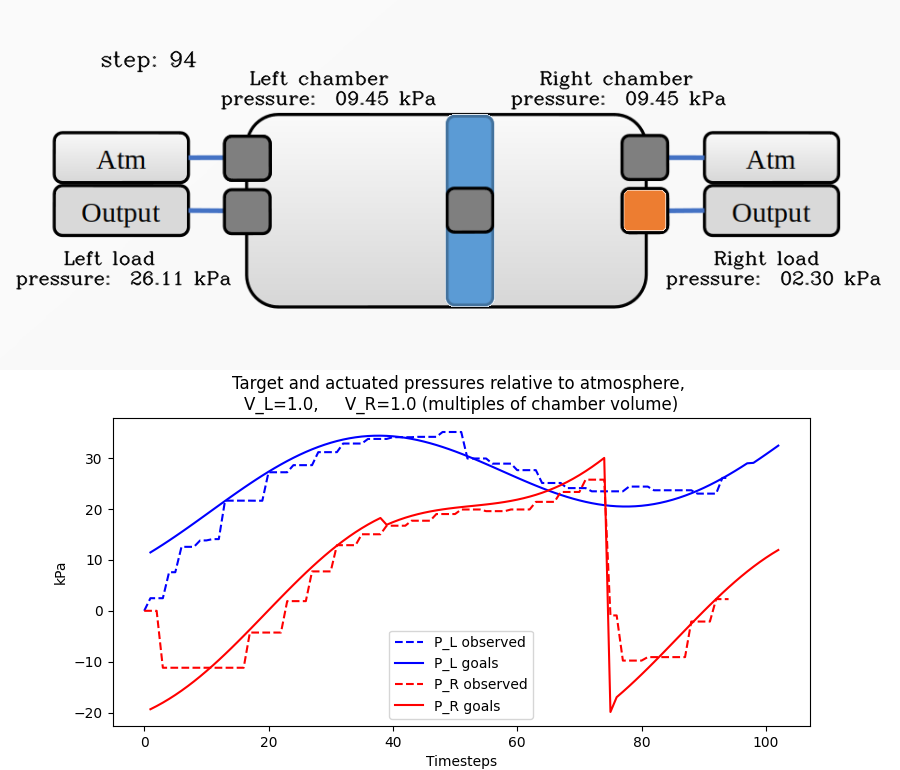 step: 94
Left chamber
pressure: 09.45 kPa
Right chamber
pressure: 09.45 kPa
Atm
Output
Atm
Output
Left load
pressure: 26.11 kPa
Right load
pressure: 02.30 kPa
Target and actuated pressures relative to atmosphere,
V_L=1.0, V_R=1.0 (multiples of chamber volume)
kPa
30
20
10
0
−10
−20
P_L observed
P_L goals
P_R observed
P_R goals
0 20 40 60 80 100
Timesteps